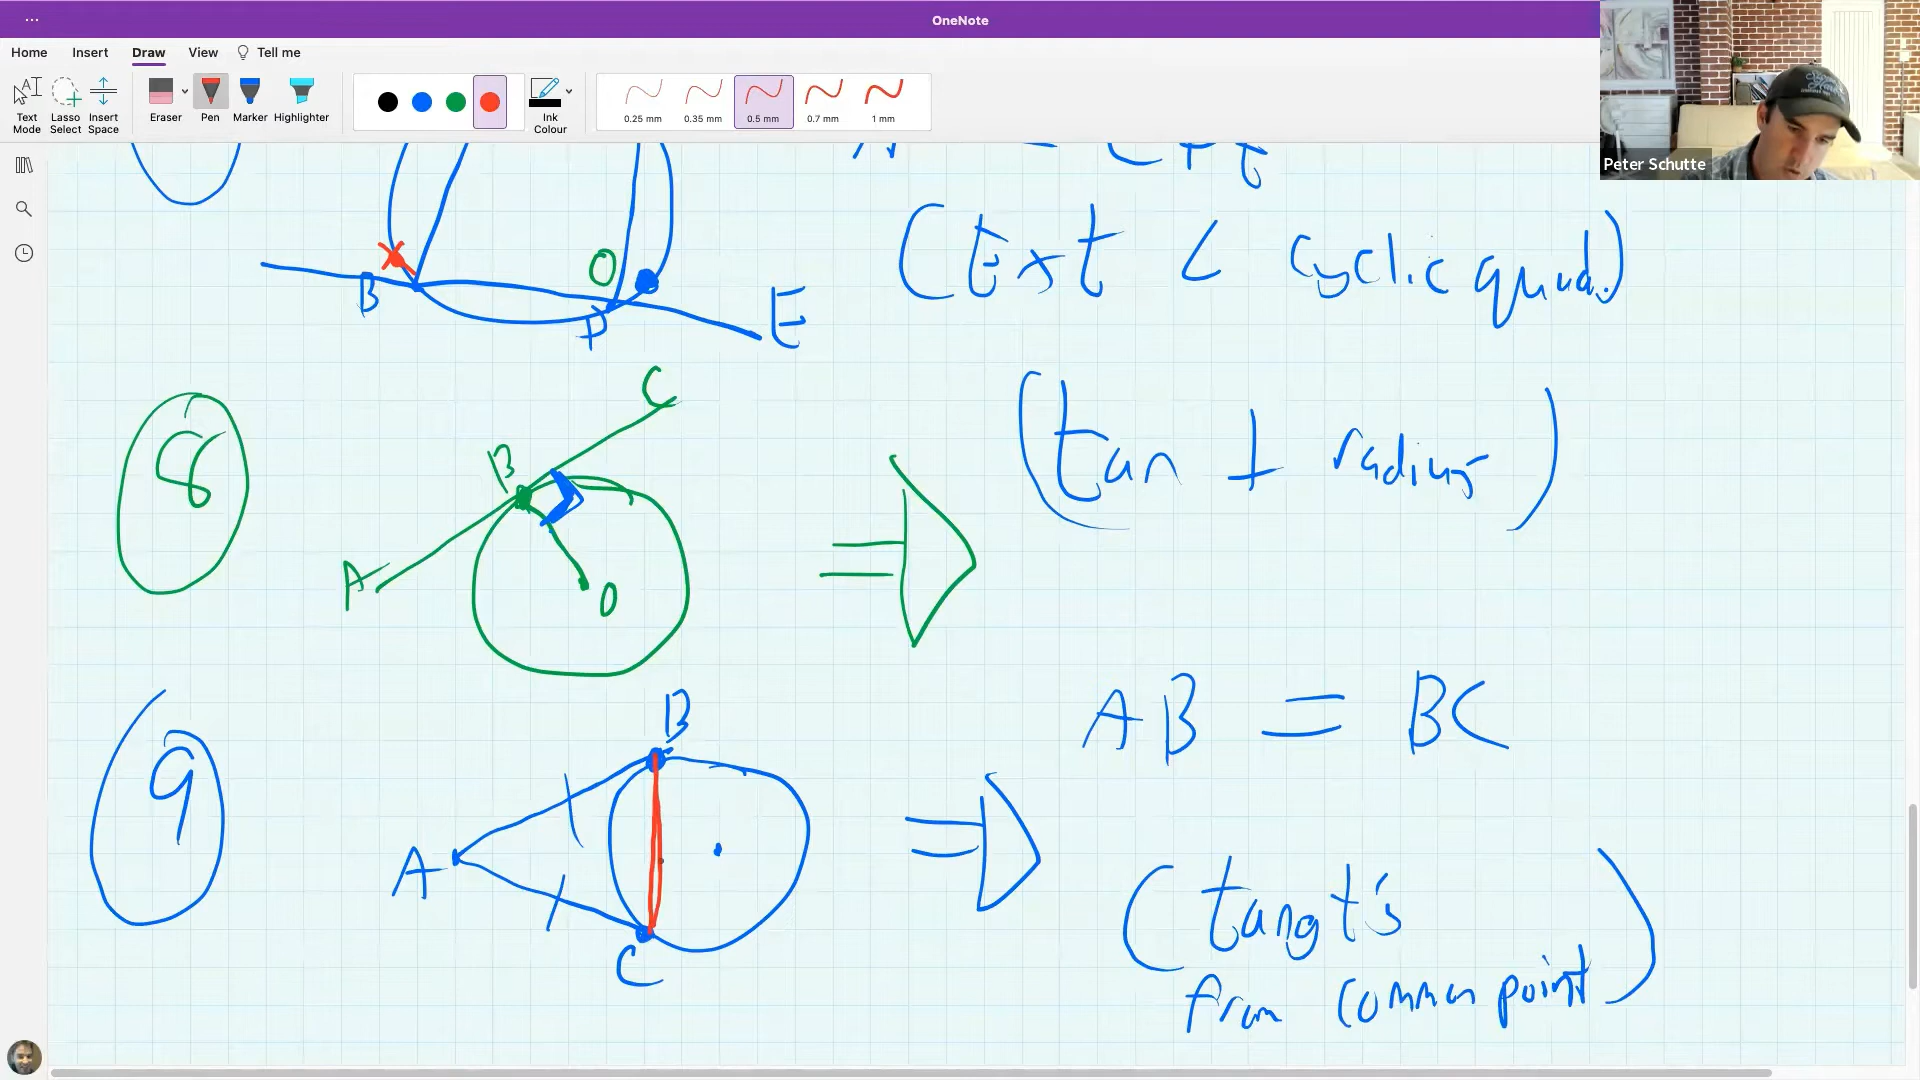 OneNote
Home Insert Draw View Tell me
Text Mode
Lasso Select
Insert Space
Eraser
Pen
Marker
Highlighter
Ink Colour
0.25 mm
0.35 mm
0.5 mm
0.7 mm
1 mm
Peter Schutte
B
O
E
(Ext < cyclic quad.)
8
A
B
C
O
(tan ⊥ radius)
9
A
B
C
AB = BC
(tangt's
from common point)